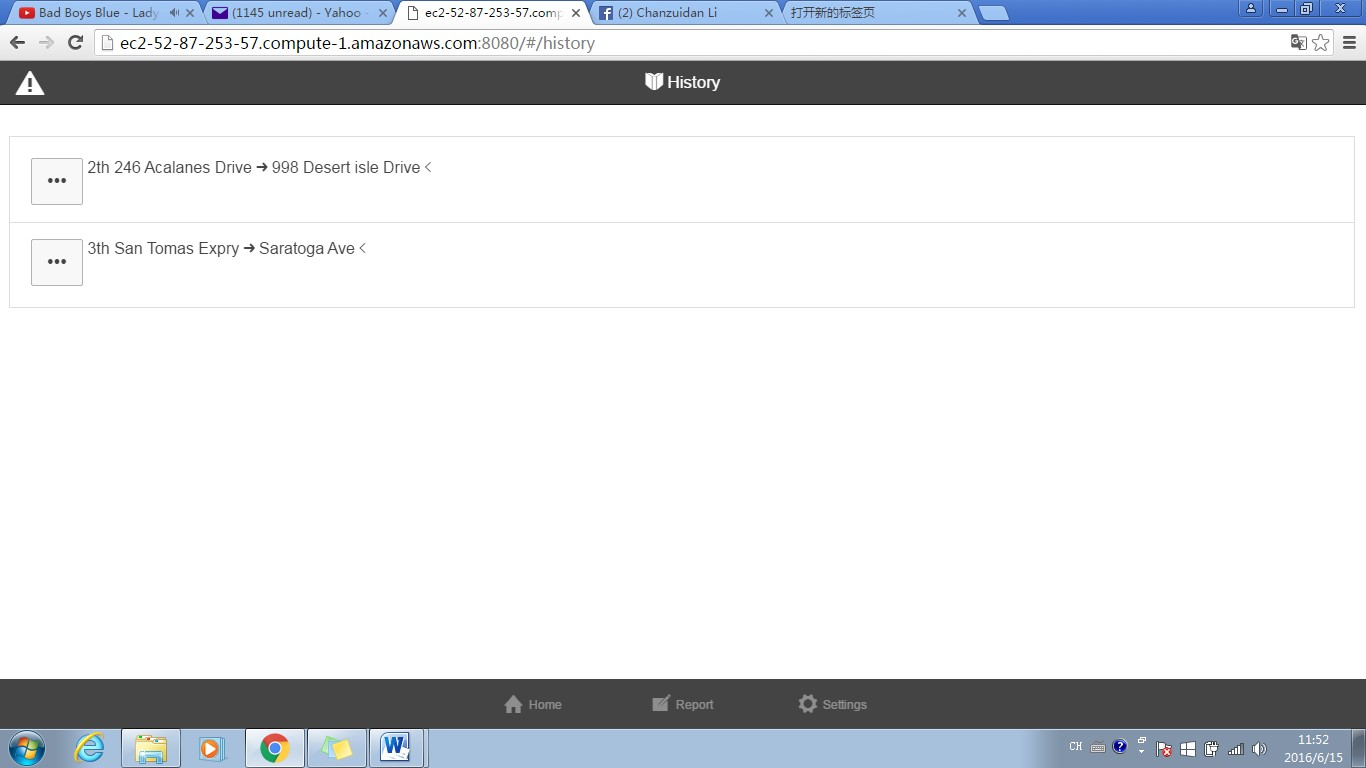 Bad Boys Blue - Lady
(1145 unread) - Yahoo
ec2-52-87-253-57.comp
(2) Chanzuidan Li
打开新的标签页
ec2-52-87-253-57.compute-1.amazonaws.com:8080/#/history
History
2th 246 Acalanes Drive ➔ 998 Desert isle Drive <
3th San Tomas Expry ➔ Saratoga Ave <
Home
Report
Settings
CH
11:52
2016/6/15